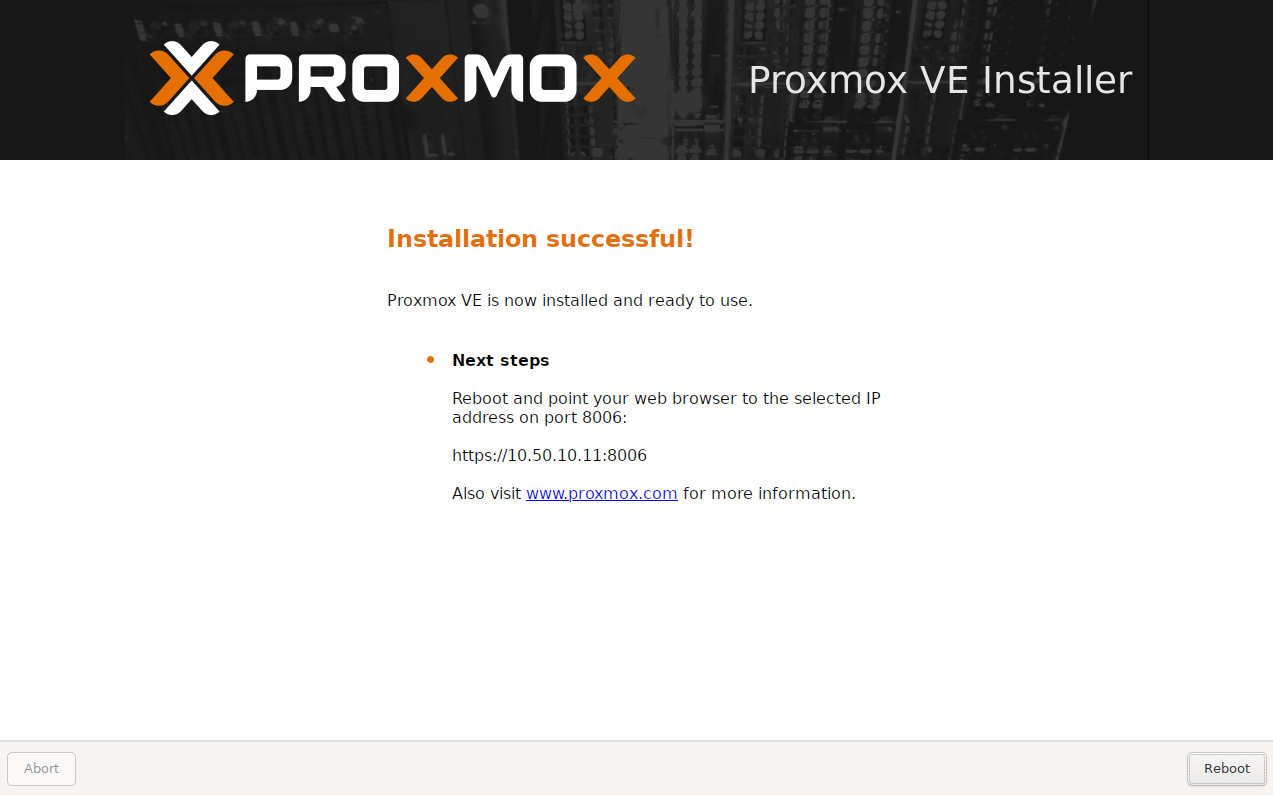 PROXMOX
Proxmox VE Installer
Installation successful!
Proxmox VE is now installed and ready to use.
Next steps
Reboot and point your web browser to the selected IP
address on port 8006:
https://10.50.10.11:8006
Also visit www.proxmox.com for more information.
Abort
Reboot